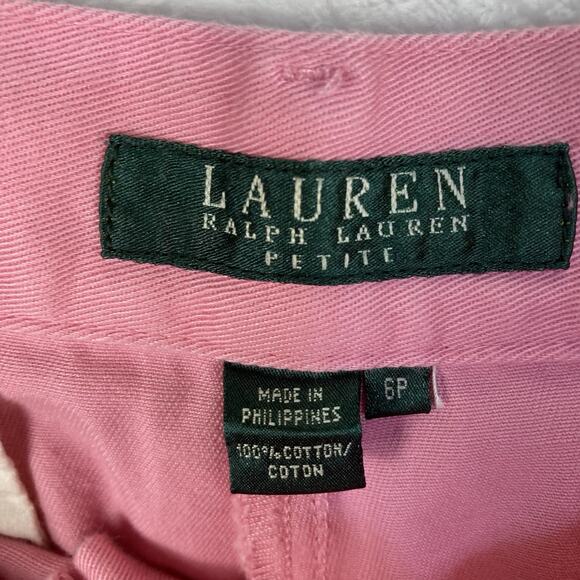 LAUREN
RALPH LAUREN
PETITE
MADE IN
PHILIPPINES
6P
100%COTTON/
COTON